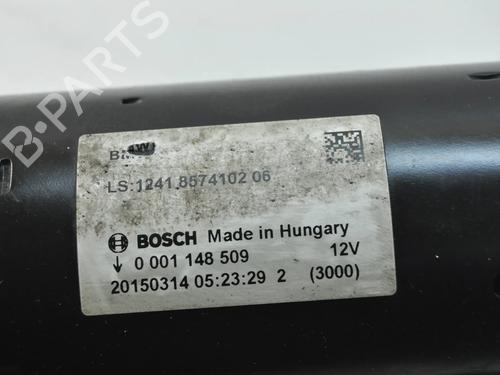 B-PARTS
BMW
LS:1241 8574102 06
BOSCH Made in Hungary
↓ 0 001 148 509 12V
20150314 05:23:29 2 (3000)